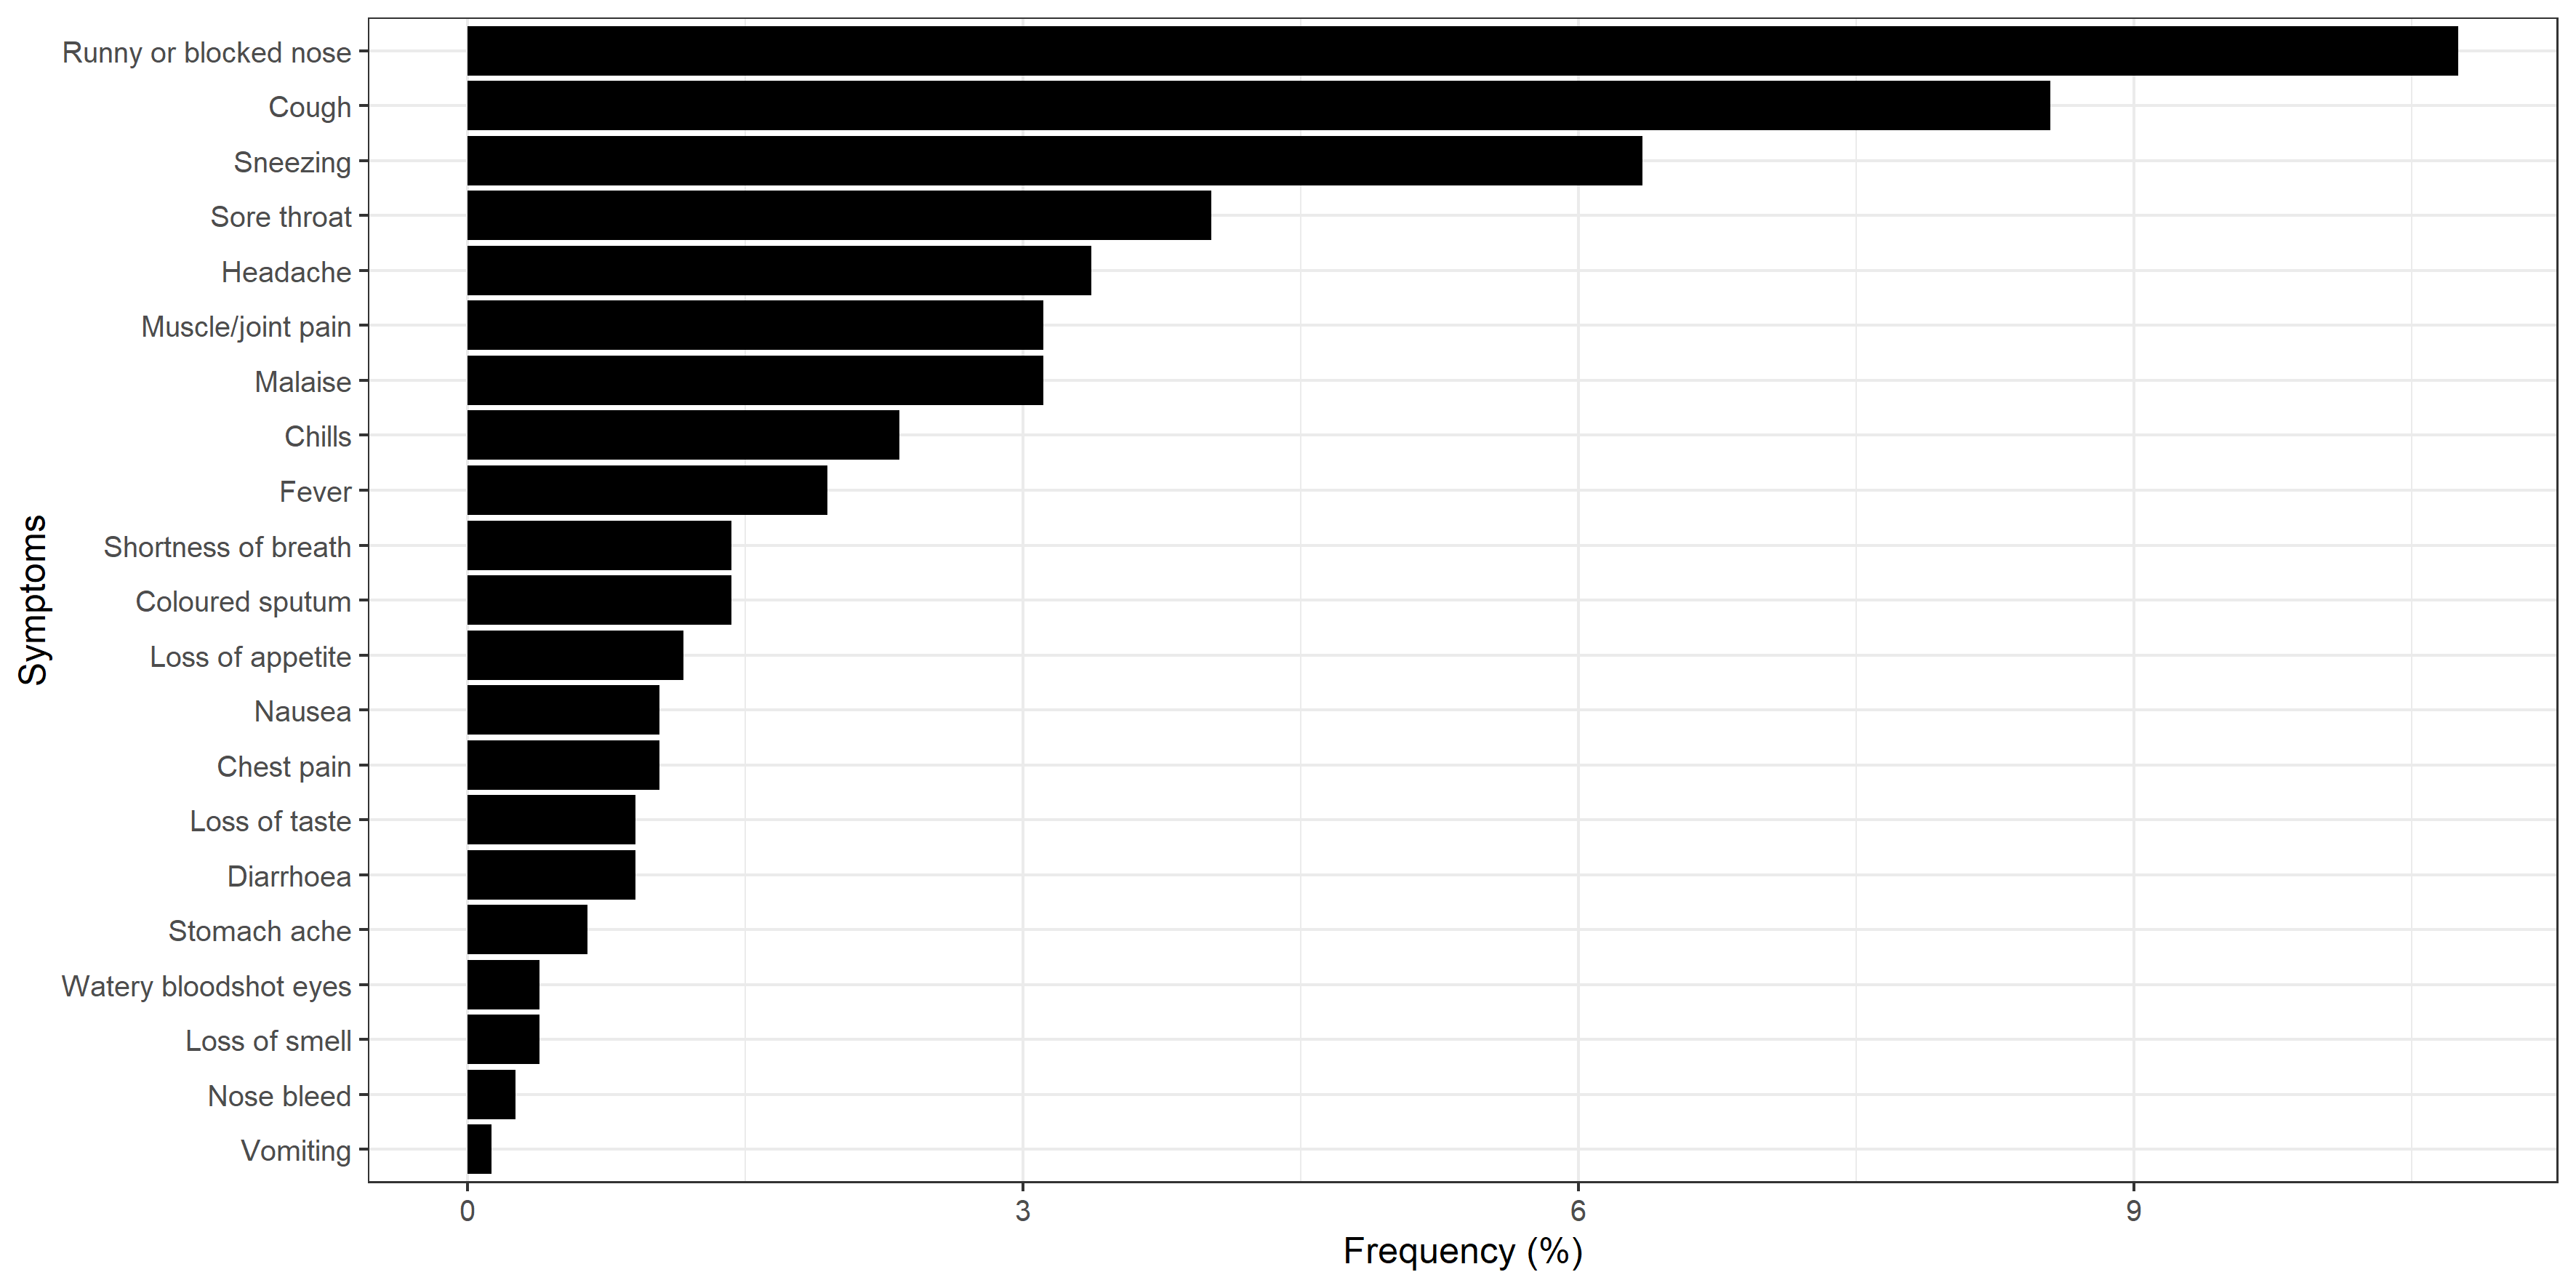 Runny or blocked nose
Cough
Sneezing
Sore throat
Headache
Muscle/joint pain
Malaise
Chills
Fever
Shortness of breath
Coloured sputum
Loss of appetite
Nausea
Chest pain
Loss of taste
Diarrhoea
Stomach ache
Watery bloodshot eyes
Loss of smell
Nose bleed
Vomiting
Symptoms
0 3 6 9
Frequency (%)